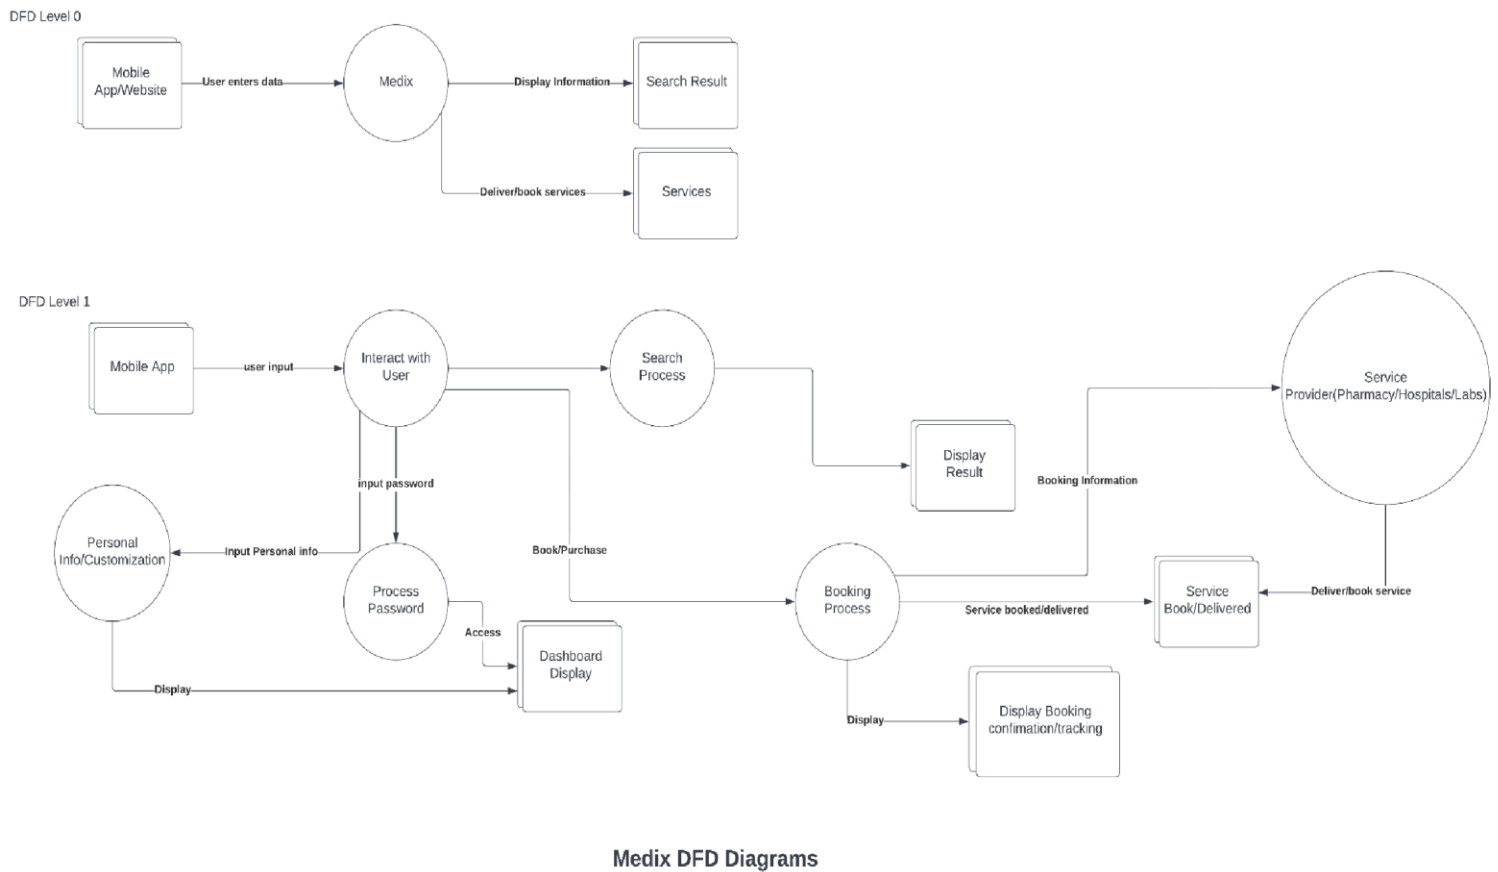 DFD Level 0
Mobile
App/Website
User enters data
Medix
Display Information
Search Result
Deliver/book services
Services
DFD Level 1
Mobile App
user input
Interact with
User
Search
Process
Service
Provider(Pharmacy/Hospitals/Labs)
Display
Result
Booking Information
input password
Personal
Info/Customization
Input Personal info
Book/Purchase
Process
Password
Booking
Process
Service booked/delivered
Service
Book/Delivered
Deliver/book service
Access
Dashboard
Display
Display
Display
Display Booking
confimation/tracking
Medix DFD Diagrams